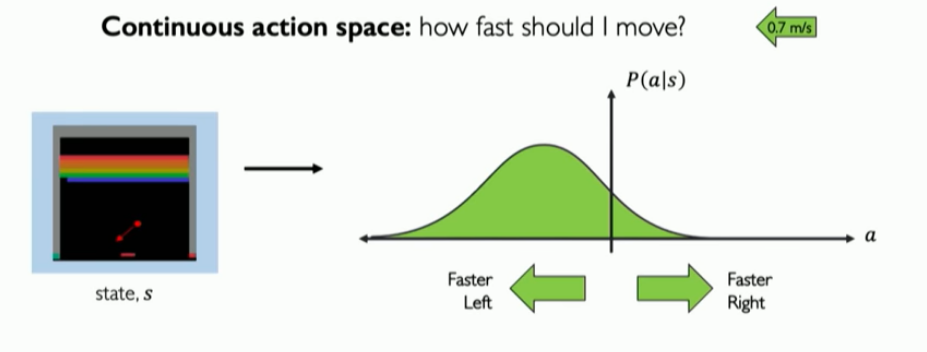 Continuous action space: how fast should I move?
0.7 m/s
P(a|s)
a
state, s
Faster
Left
Faster
Right